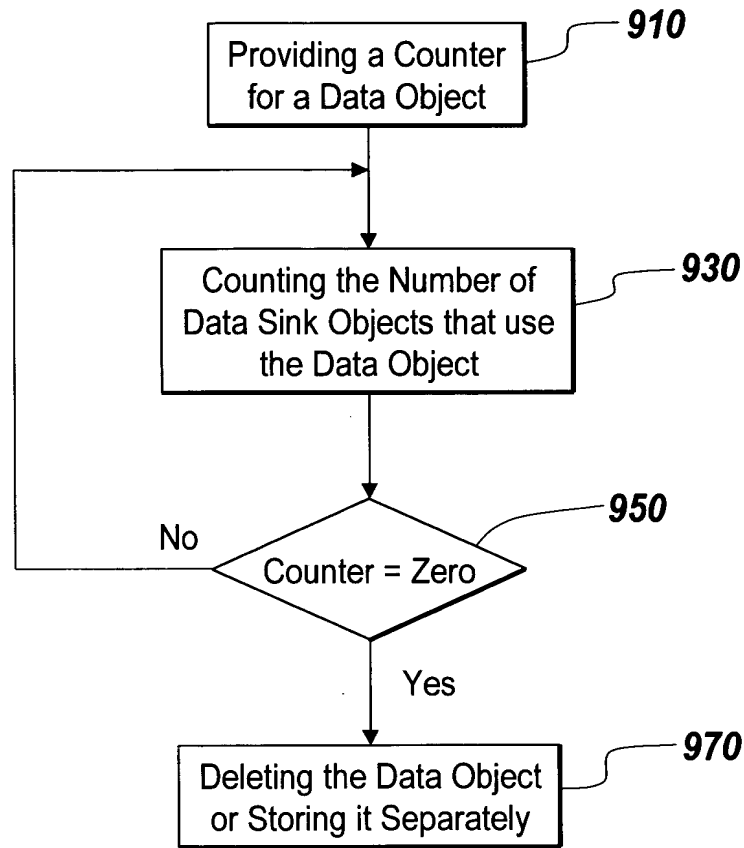 910
Providing a Counter
for a Data Object
930
Counting the Number of
Data Sink Objects that use
the Data Object
950
No
Counter = Zero
Yes
970
Deleting the Data Object
or Storing it Separately